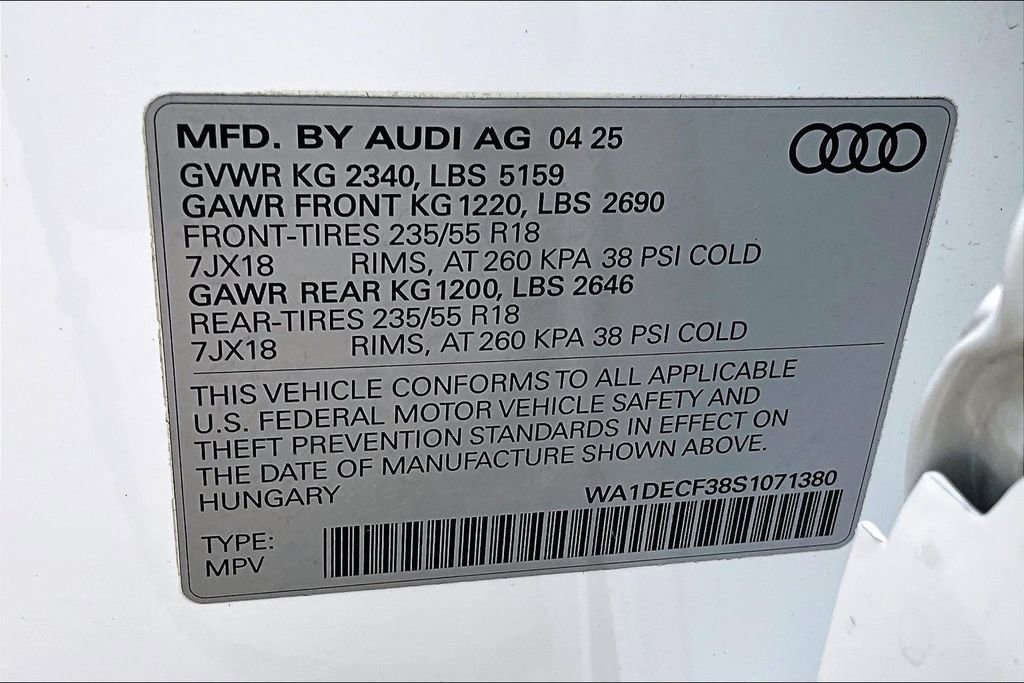 MFD. BY AUDI AG 04 25
GVWR KG 2340, LBS 5159
GAWR FRONT KG 1220, LBS 2690
FRONT-TIRES 235/55 R18
7JX18 RIMS, AT 260 KPA 38 PSI COLD
GAWR REAR KG 1200, LBS 2646
REAR-TIRES 235/55 R18
7JX18 RIMS, AT 260 KPA 38 PSI COLD
THIS VEHICLE CONFORMS TO ALL APPLICABLE
U.S. FEDERAL MOTOR VEHICLE SAFETY AND
THEFT PREVENTION STANDARDS IN EFFECT ON
THE DATE OF MANUFACTURE SHOWN ABOVE.
HUNGARY WA1DECF38S1071380
TYPE:
MPV